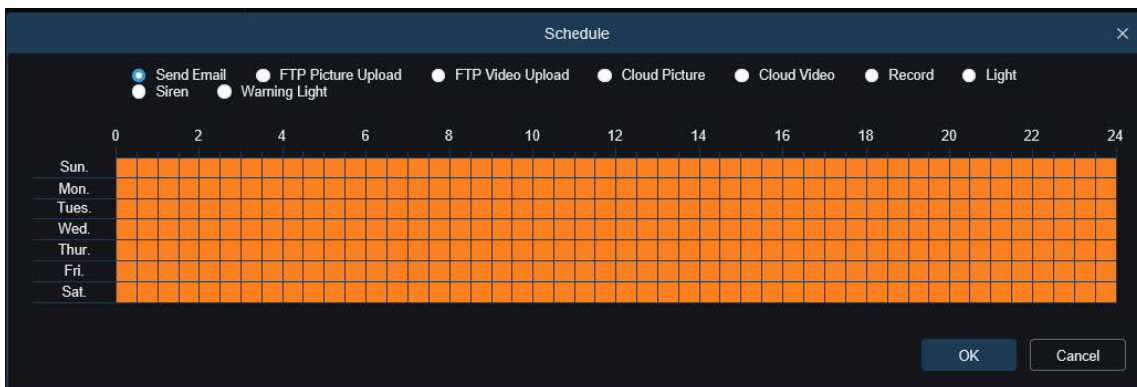 Schedule
Send Email FTP Picture Upload FTP Video Upload Cloud Picture Cloud Video Record Light
Siren Warning Light
0 2 4 6 8 10 12 14 16 18 20 22 24
Sun.
Mon.
Tues.
Wed.
Thur.
Fri.
Sat.
OK Cancel